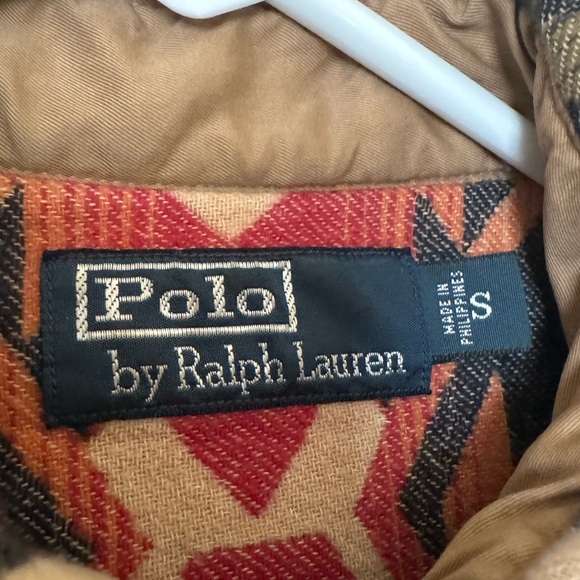 Polo
by Ralph Lauren
MADE IN
PHILIPPINES
S